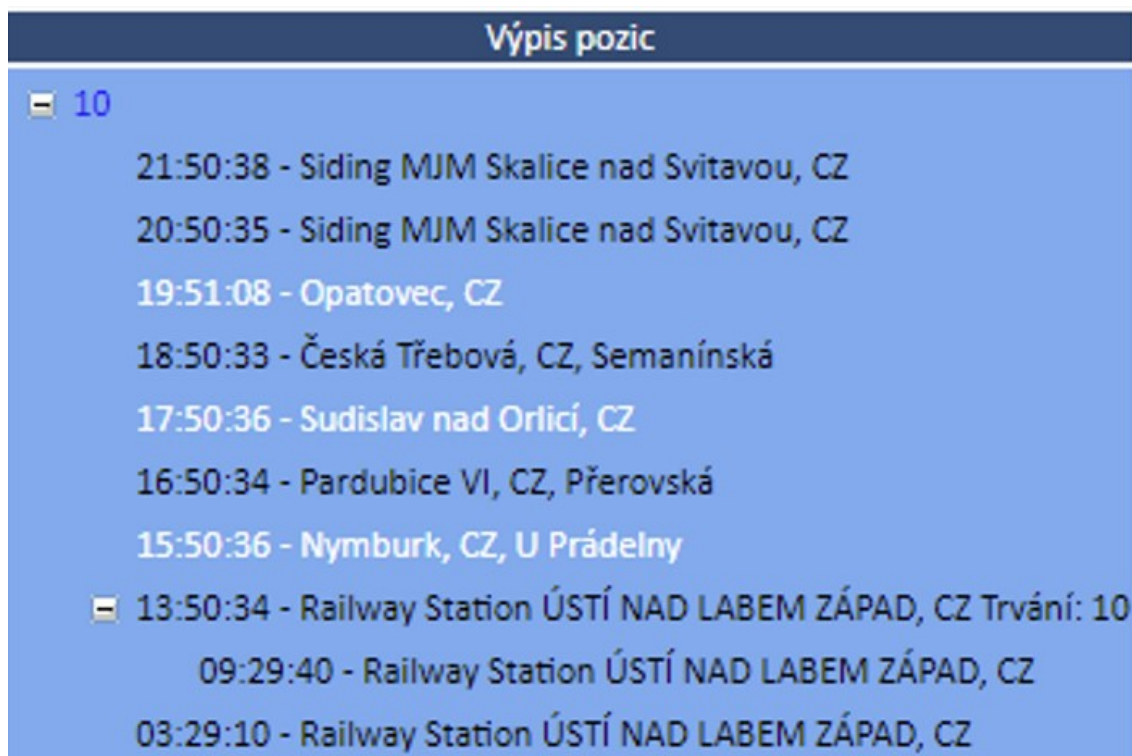 Výpis pozic
10
21:50:38 - Siding MJM Skalice nad Svitavou, CZ
20:50:35 - Siding MJM Skalice nad Svitavou, CZ
19:51:08 - Opatovec, CZ
18:50:33 - Česká Třebová, CZ, Semanínská
17:50:36 - Sudislav nad Orlicí, CZ
16:50:34 - Pardubice VI, CZ, Přerovská
15:50:36 - Nymburk, CZ, U Prádelny
13:50:34 - Railway Station ÚSTÍ NAD LABEM ZÁPAD, CZ Trvání: 10
09:29:40 - Railway Station ÚSTÍ NAD LABEM ZÁPAD, CZ
03:29:10 - Railway Station ÚSTÍ NAD LABEM ZÁPAD, CZ